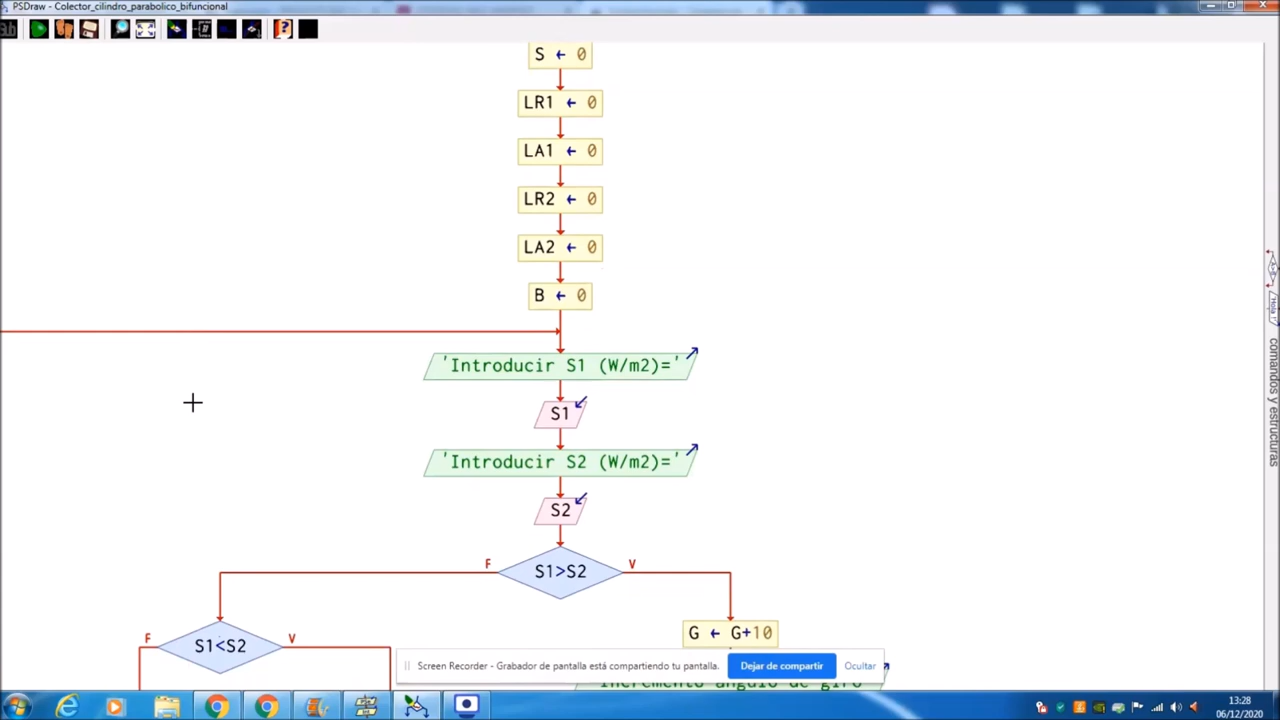 PSDraw - Colector_cilindro_parabolico_bifuncional
S ← 0
LR1 ← 0
LA1 ← 0
LR2 ← 0
LA2 ← 0
B ← 0
'Introducir S1 (W/m2)='
S1
'Introducir S2 (W/m2)='
S2
F
S1>S2
V
G ← G+10
F
S1<S2
V
Screen Recorder - Grabador de pantalla está compartiendo tu pantalla.
Dejar de compartir
Ocultar
comandos y estructuras
13:28
06/12/2020